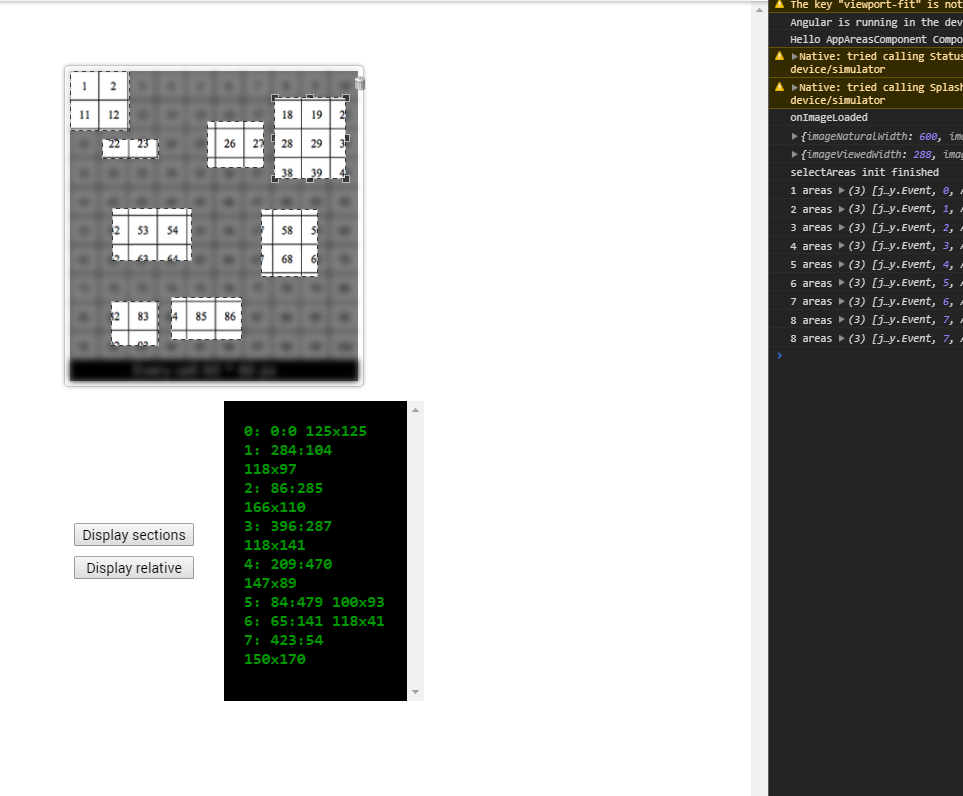 1 2
11 12
22 23
26 27
18 19 2
28 29 3
38 39 4
2 53 54
2 63 64
58 5
68 6
32 83
4 85 86
Display sections
Display relative
0: 0:0 125x125
1: 284:104
118x97
2: 86:285
166x110
3: 396:287
118x141
4: 209:470
147x89
5: 84:479 100x93
6: 65:141 118x41
7: 423:54
150x170
The key "viewport-fit" is not
Angular is running in the dev
Hello AppAreasComponent Compo
Native: tried calling Status
device/simulator
Native: tried calling Splash
device/simulator
onImageLoaded
{imageNaturalWidth: 600, im
{imageViewedWidth: 288, imag
selectAreas init finished
1 areas (3) [j…y.Event, 0, A
2 areas (3) [j…y.Event, 1, A
3 areas (3) [j…y.Event, 2, A
4 areas (3) [j…y.Event, 3, A
5 areas (3) [j…y.Event, 4, A
6 areas (3) [j…y.Event, 5, A
7 areas (3) [j…y.Event, 6, A
8 areas (3) [j…y.Event, 7, A
8 areas (3) [j…y.Event, 7, A